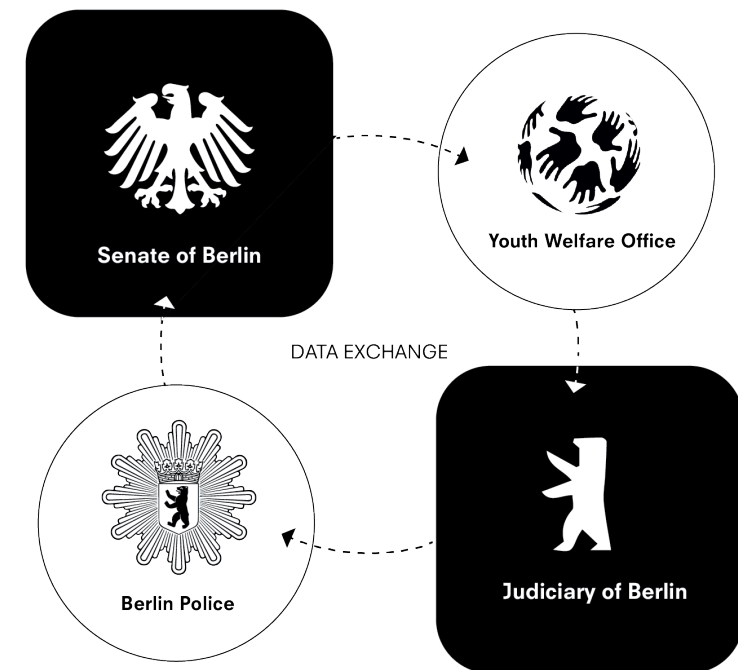 Senate of Berlin
Youth Welfare Office
DATA EXCHANGE
Berlin Police
Judiciary of Berlin